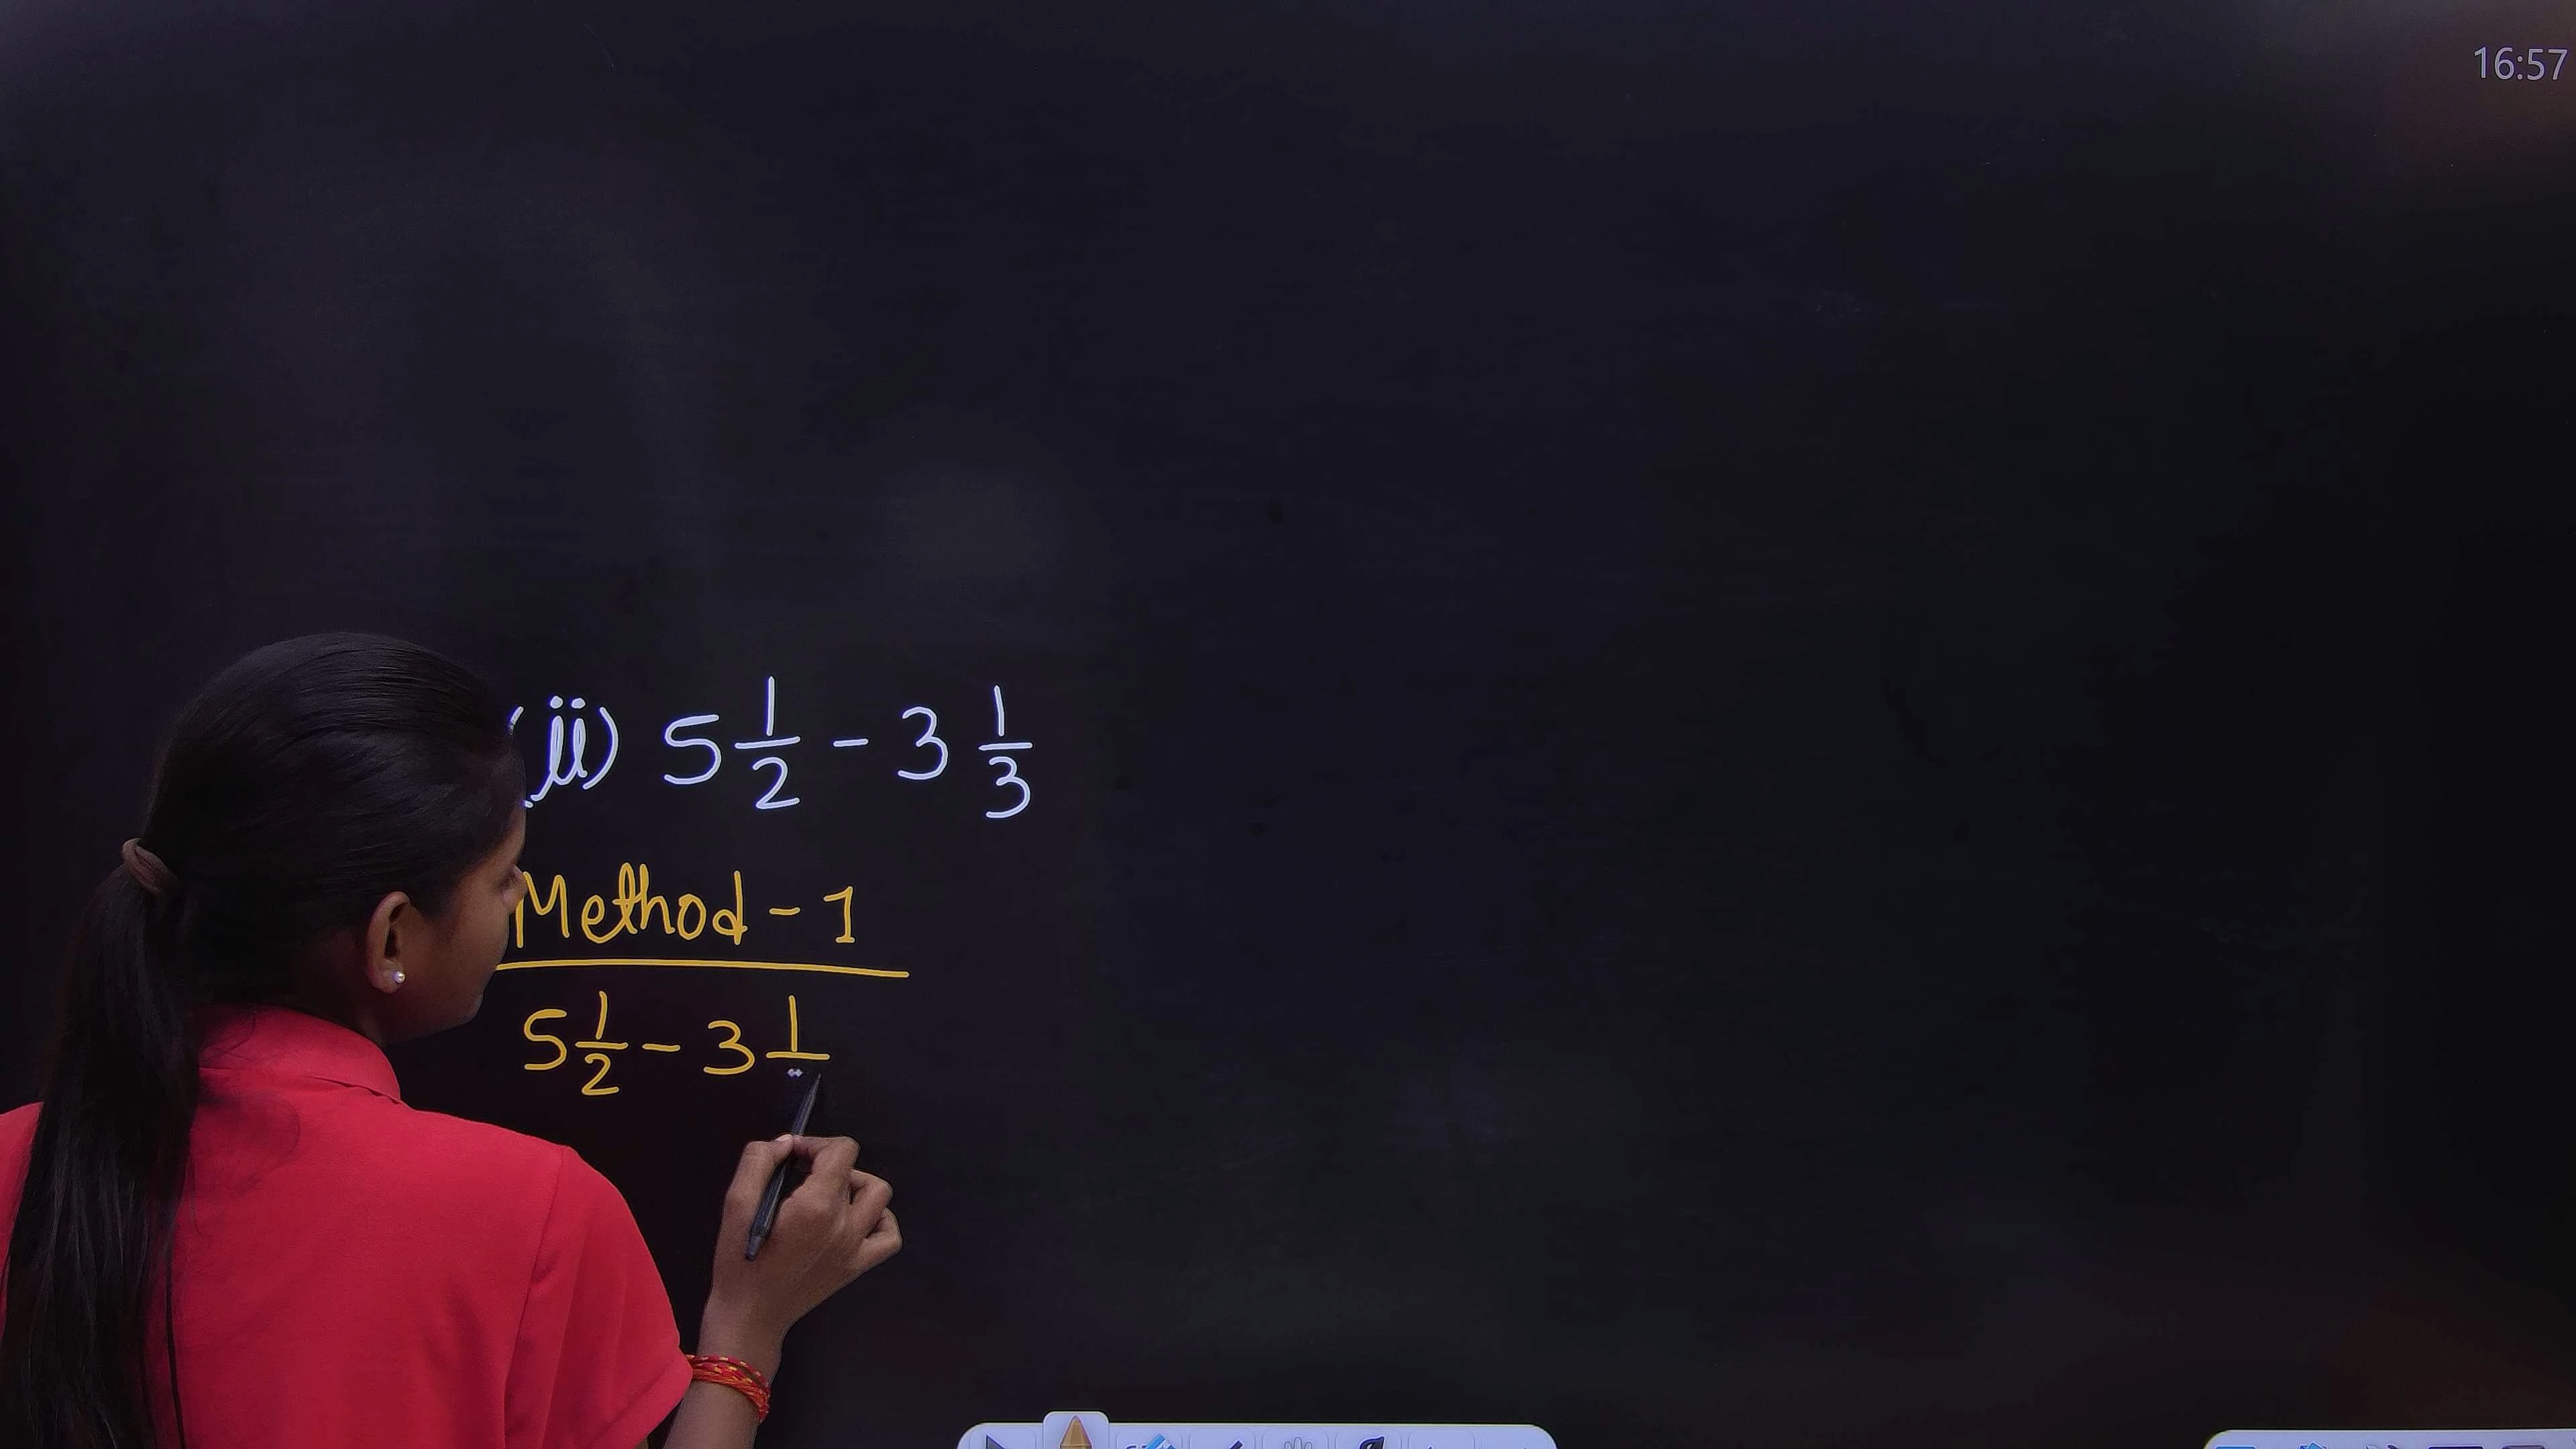 16:57
(ii) 5 1/2 - 3 1/3
Method - 1
5 1/2 - 3 1/